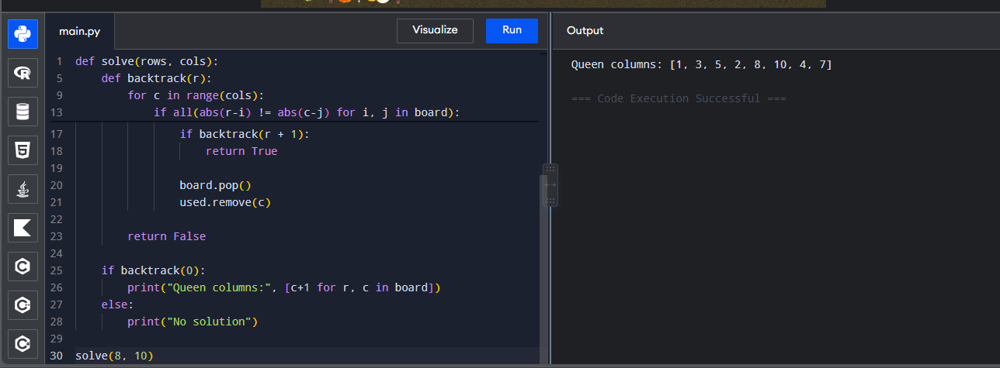 main.py
Visualize
Run
Output
1 def solve(rows, cols):
5     def backtrack(r):
9         for c in range(cols):
13             if all(abs(r-i) != abs(c-j) for i, j in board):
17                 if backtrack(r + 1):
18                     return True
19
20                 board.pop()
21                 used.remove(c)
22
23         return False
24
25     if backtrack(0):
26         print("Queen columns:", [c+1 for r, c in board])
27     else:
28         print("No solution")
29
30 solve(8, 10)
Queen columns: [1, 3, 5, 2, 8, 10, 4, 7]
=== Code Execution Successful ===